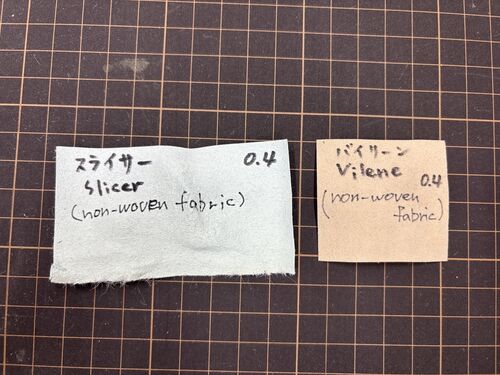 スライサー 0.4
slicer
(non-woven fabric)
バイリーン
Vilene
0.4
(non-woven
fabric)